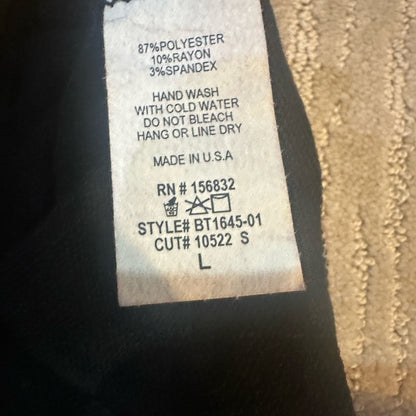 87%POLYESTER
10%RAYON
3%SPANDEX
HAND WASH
WITH COLD WATER
DO NOT BLEACH
HANG OR LINE DRY
MADE IN U.S.A
RN # 156832
STYLE# BT1645-01
CUT# 10522 S
L